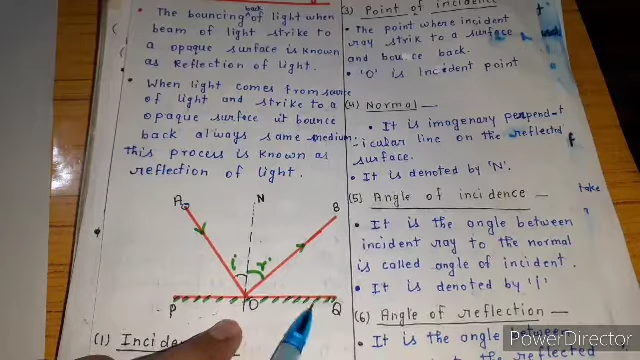 • The bouncing back of light when
beam of light strike to
a opaque surface is known
as Reflection of light.
• When light comes from source
of light and strike to a
opaque surface it bounce
back always same medium
this process is known as
reflection of light.
A
N
B
i
r
P
O
Q
(1)
3) Point of incidence
• The point where incident
ray strik to a surface
and bounce back.
• 'O' is Incident point
(4) Normal —
• It is imagenary perpend
icular line on the reflected
surface.
• It is denoted by 'N'.
take
(5) Angle of incidence —
• It is the angle between
incident ray to the normal
is called angle of incident.
• It is denoted by 'i'
(6) Angle of reflection —
• It is the angle between
the reflected
PowerDirector